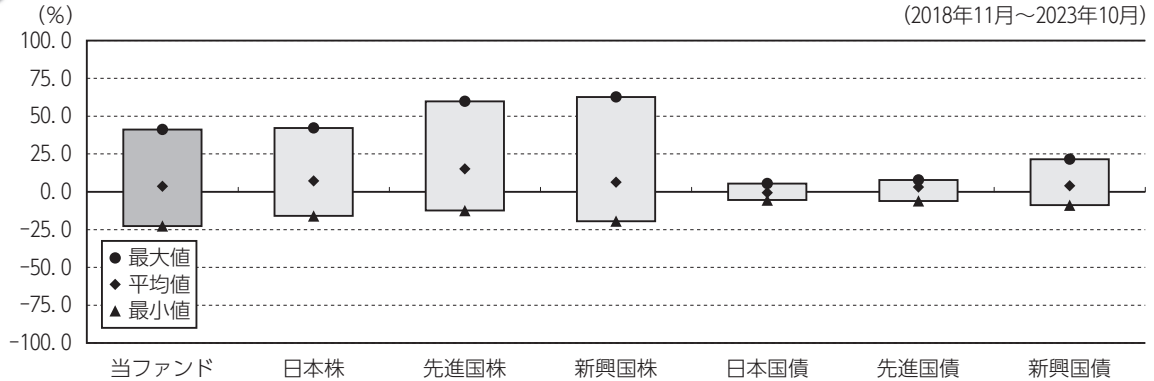 (%)
(2018年11月～2023年10月)
100.0
75.0
50.0
25.0
0.0
-25.0
-50.0
-75.0
-100.0
● 最大値
◆ 平均値
▲ 最小値
当ファンド 日本株 先進国株 新興国株 日本国債 先進国債 新興国債